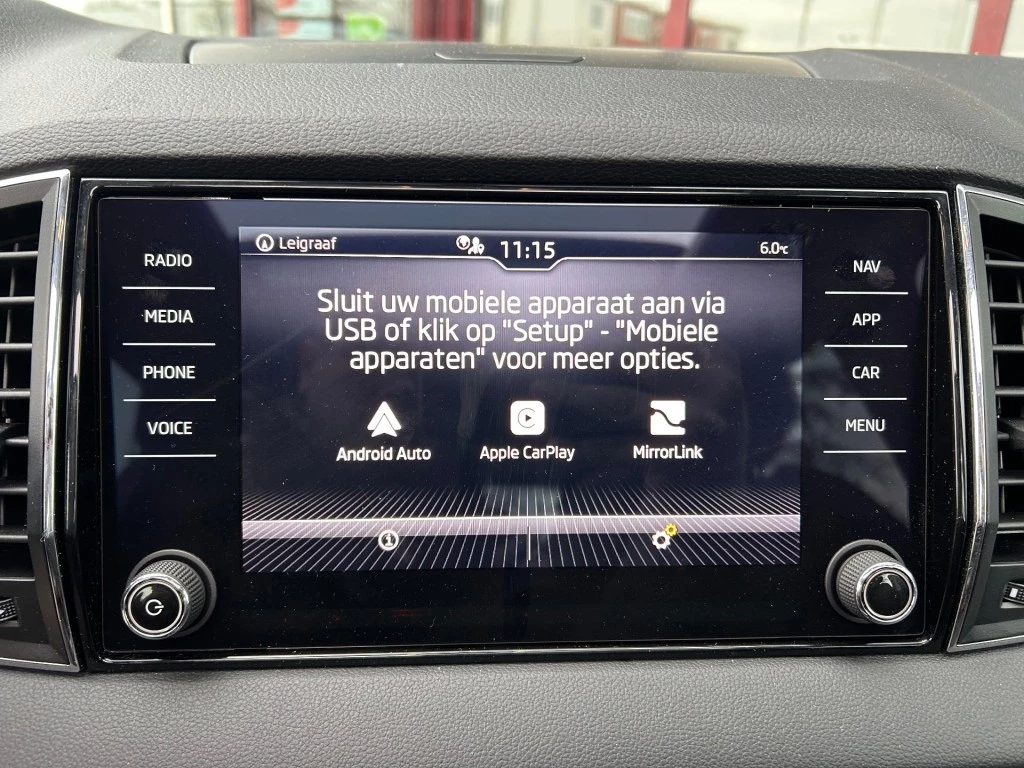 Leigraaf
11:15
6.0°C
RADIO
MEDIA
PHONE
VOICE
Sluit uw mobiele apparaat aan via
USB of klik op "Setup" - "Mobiele
apparaten" voor meer opties.
Android Auto
Apple CarPlay
MirrorLink
NAV
APP
CAR
MENU